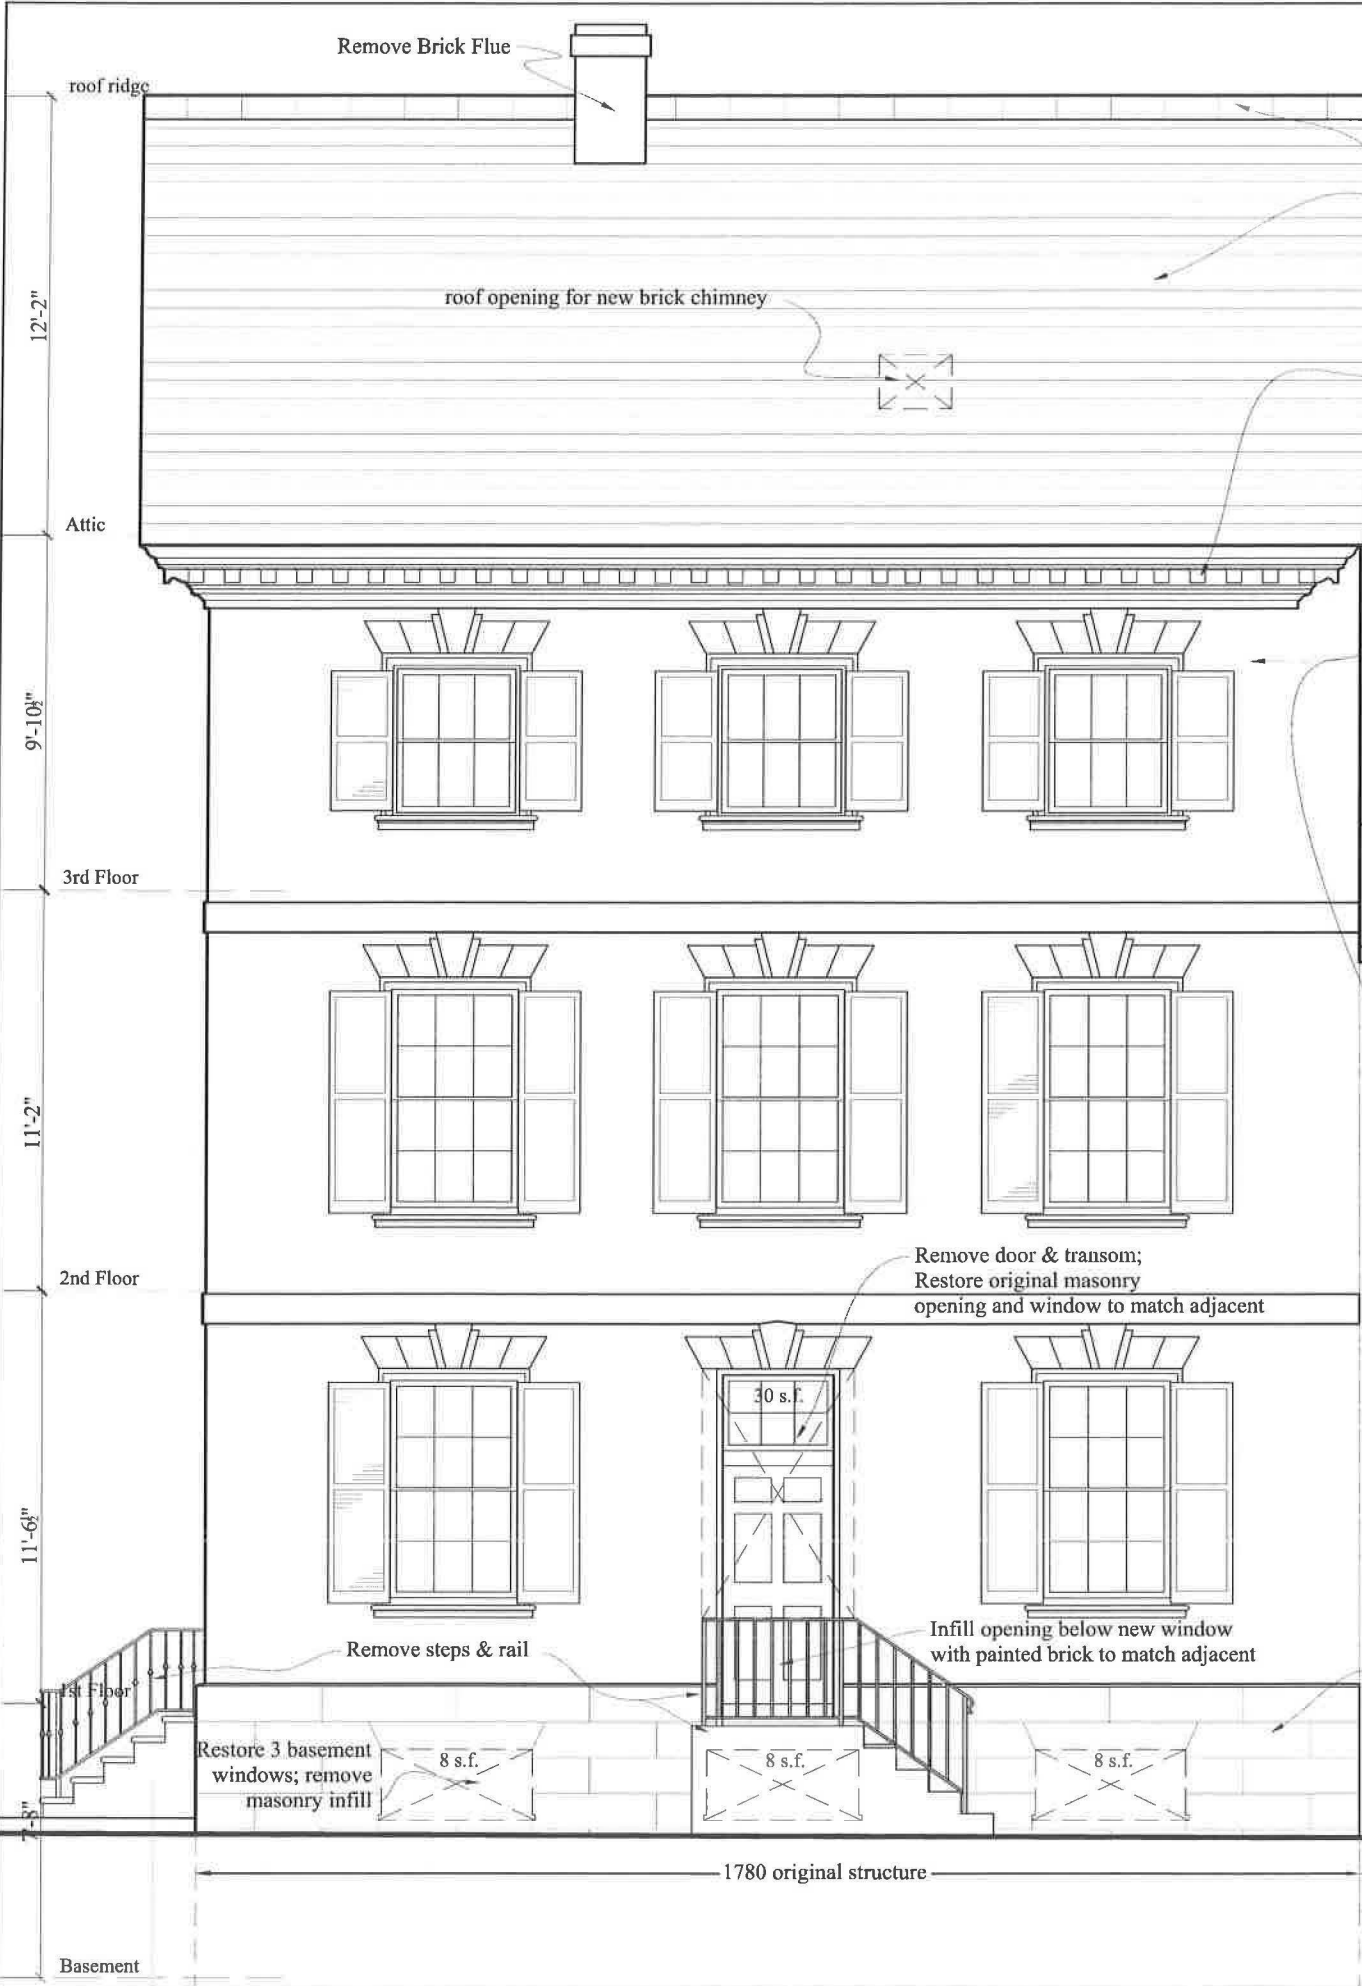 Remove Brick Flue
roof ridge
12'-2"
roof opening for new brick chimney
Attic
9'-10½"
3rd Floor
11'-2"
Remove door & transom;
Restore original masonry
opening and window to match adjacent
2nd Floor
30 s.f.
11'-6½"
Infill opening below new window
with painted brick to match adjacent
Remove steps & rail
1st Floor
Restore 3 basement
windows; remove
masonry infill
8 s.f.
8 s.f.
8 s.f.
1780 original structure
Basement